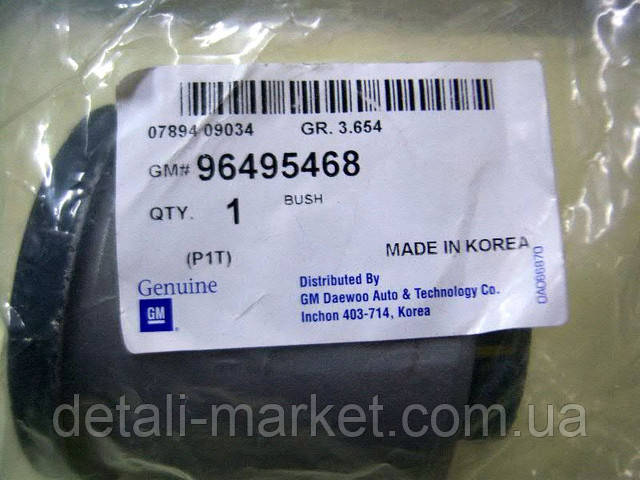 07894 09034 GR. 3.654
GM# 96495468
QTY. 1 BUSH
(P1T) MADE IN KOREA
Genuine
GM
Distributed By
GM Daewoo Auto & Technology Co.
Inchon 403-714, Korea
DA066870
detali-market.com.ua